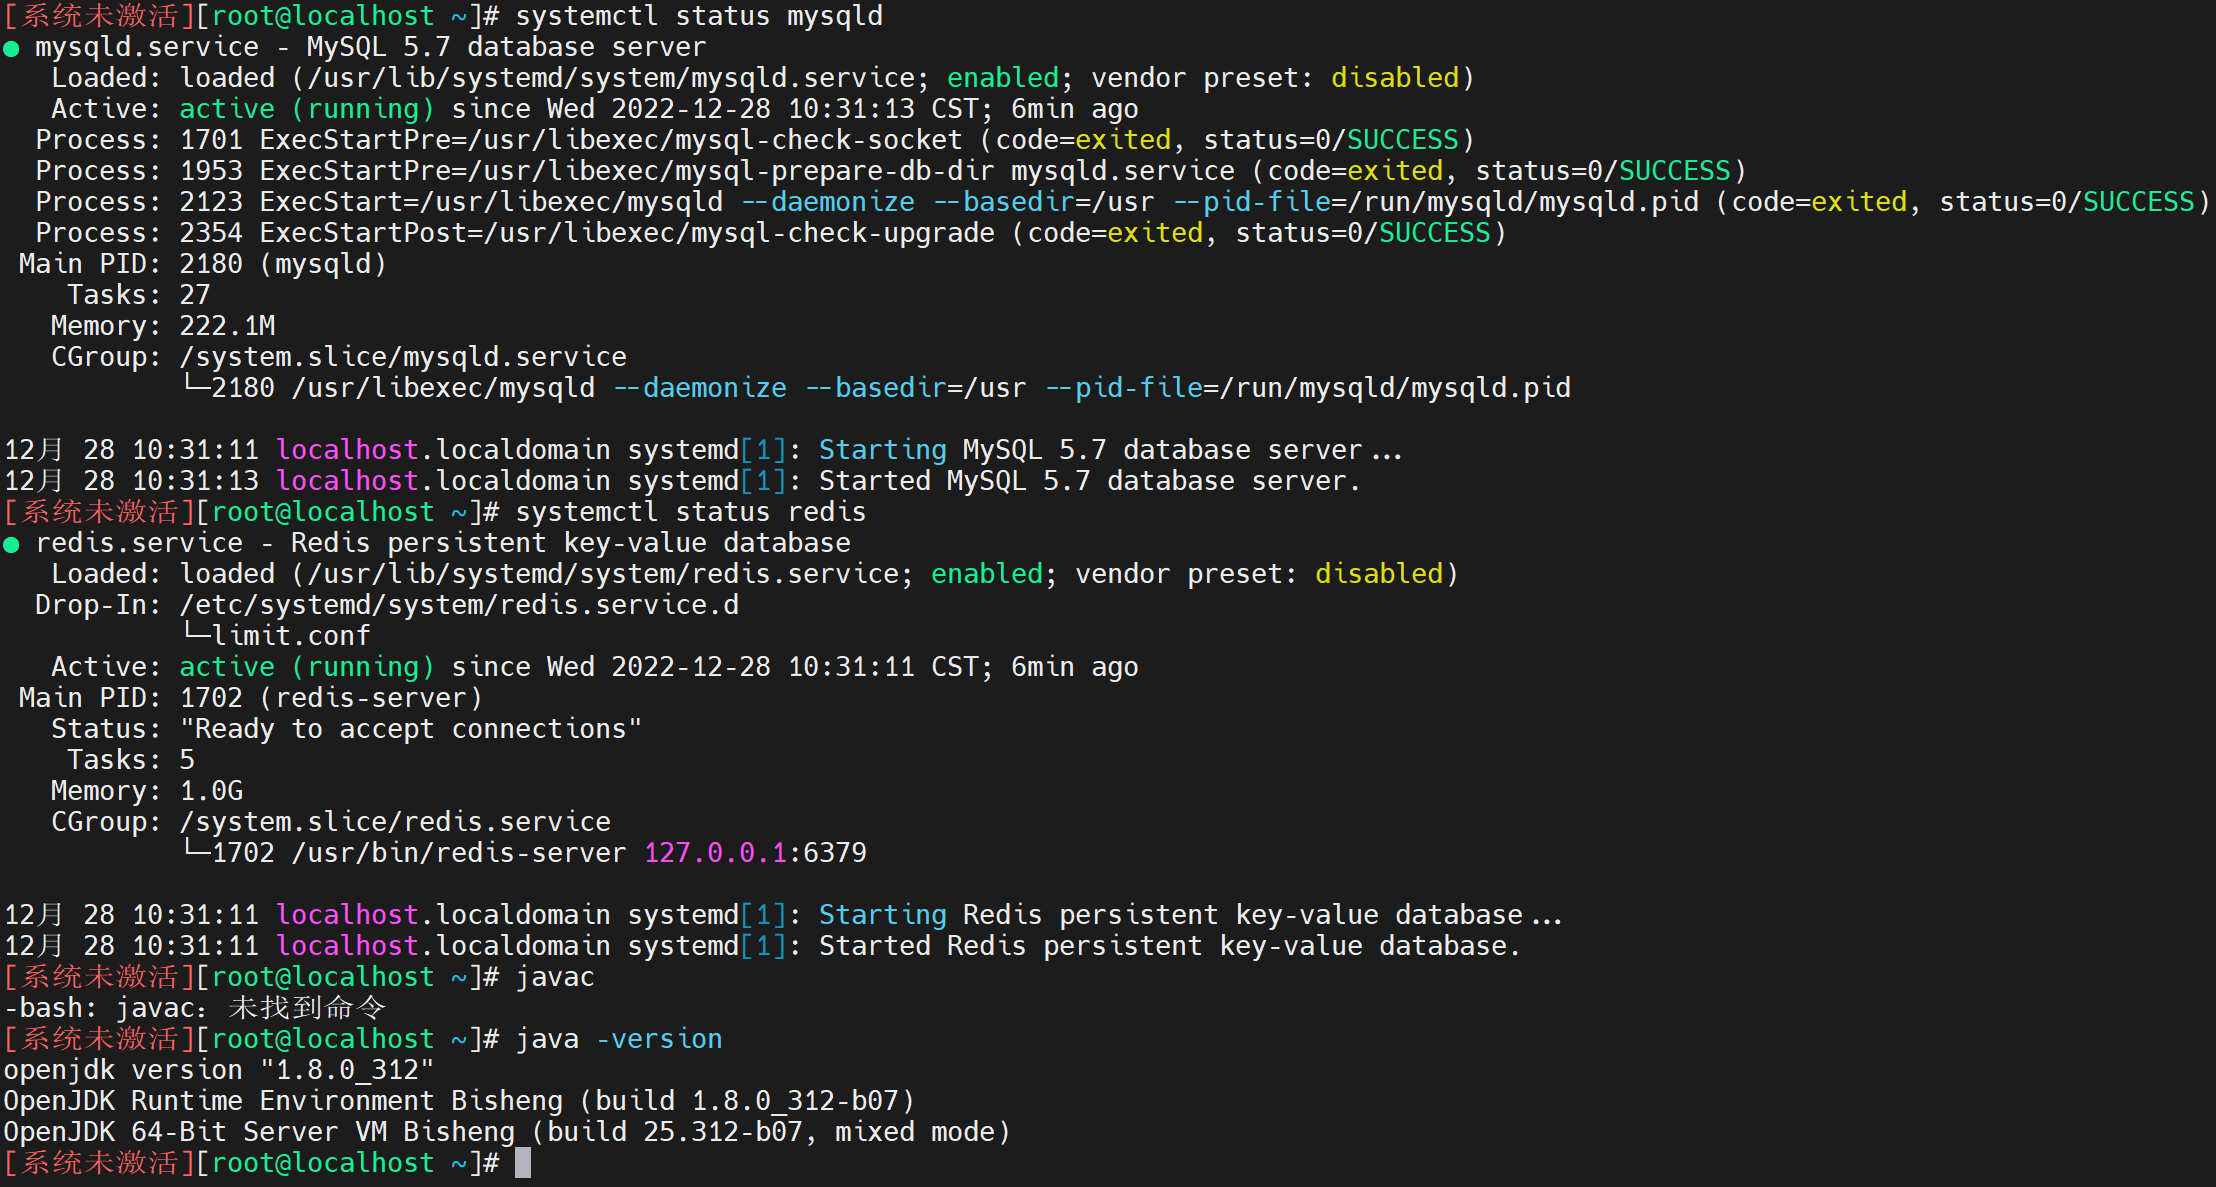 [系统未激活][root@localhost ~]# systemctl status mysqld
● mysqld.service - MySQL 5.7 database server
   Loaded: loaded (/usr/lib/systemd/system/mysqld.service; enabled; vendor preset: disabled)
   Active: active (running) since Wed 2022-12-28 10:31:13 CST; 6min ago
  Process: 1701 ExecStartPre=/usr/libexec/mysql-check-socket (code=exited, status=0/SUCCESS)
  Process: 1953 ExecStartPre=/usr/libexec/mysql-prepare-db-dir mysqld.service (code=exited, status=0/SUCCESS)
  Process: 2123 ExecStart=/usr/libexec/mysqld --daemonize --basedir=/usr --pid-file=/run/mysqld/mysqld.pid (code=exited, status=0/SUCCESS)
  Process: 2354 ExecStartPost=/usr/libexec/mysql-check-upgrade (code=exited, status=0/SUCCESS)
 Main PID: 2180 (mysqld)
    Tasks: 27
   Memory: 222.1M
   CGroup: /system.slice/mysqld.service
           └─2180 /usr/libexec/mysqld --daemonize --basedir=/usr --pid-file=/run/mysqld/mysqld.pid

12月 28 10:31:11 localhost.localdomain systemd[1]: Starting MySQL 5.7 database server...
12月 28 10:31:13 localhost.localdomain systemd[1]: Started MySQL 5.7 database server.
[系统未激活][root@localhost ~]# systemctl status redis
● redis.service - Redis persistent key-value database
   Loaded: loaded (/usr/lib/systemd/system/redis.service; enabled; vendor preset: disabled)
  Drop-In: /etc/systemd/system/redis.service.d
           └─limit.conf
   Active: active (running) since Wed 2022-12-28 10:31:11 CST; 6min ago
 Main PID: 1702 (redis-server)
   Status: "Ready to accept connections"
    Tasks: 5
   Memory: 1.0G
   CGroup: /system.slice/redis.service
           └─1702 /usr/bin/redis-server 127.0.0.1:6379

12月 28 10:31:11 localhost.localdomain systemd[1]: Starting Redis persistent key-value database...
12月 28 10:31:11 localhost.localdomain systemd[1]: Started Redis persistent key-value database.
[系统未激活][root@localhost ~]# javac
-bash: javac：未找到命令
[系统未激活][root@localhost ~]# java -version
openjdk version "1.8.0_312"
OpenJDK Runtime Environment Bisheng (build 1.8.0_312-b07)
OpenJDK 64-Bit Server VM Bisheng (build 25.312-b07, mixed mode)
[系统未激活][root@localhost ~]#